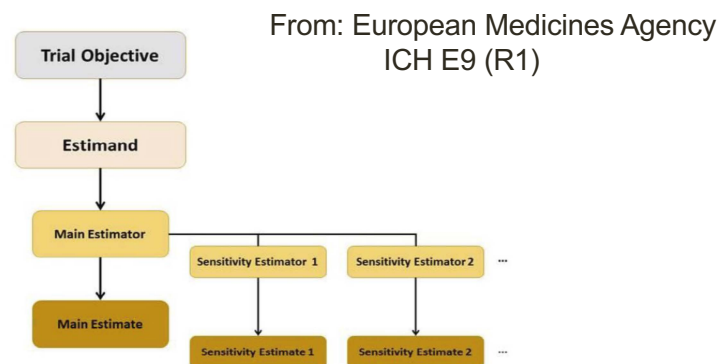 From: European Medicines Agency
ICH E9 (R1)
Trial Objective
Estimand
Main Estimator
Sensitivity Estimator 1
Sensitivity Estimator 2
...
Main Estimate
Sensitivity Estimate 1
Sensitivity Estimate 2
...